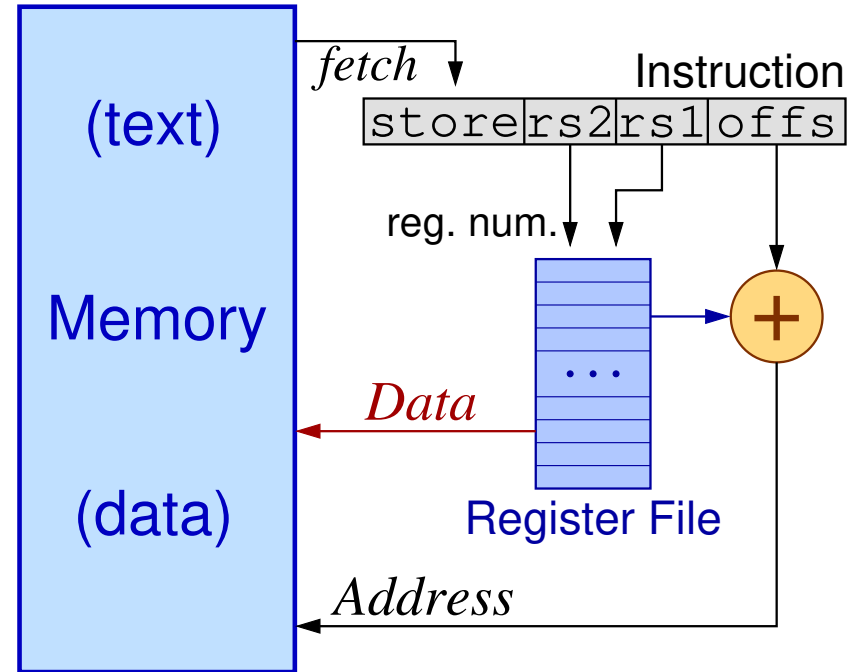 fetch
Instruction
(text)
store rs2 rs1 offs
reg. num.
Memory
+
...
Data
(data)
Register File
Address